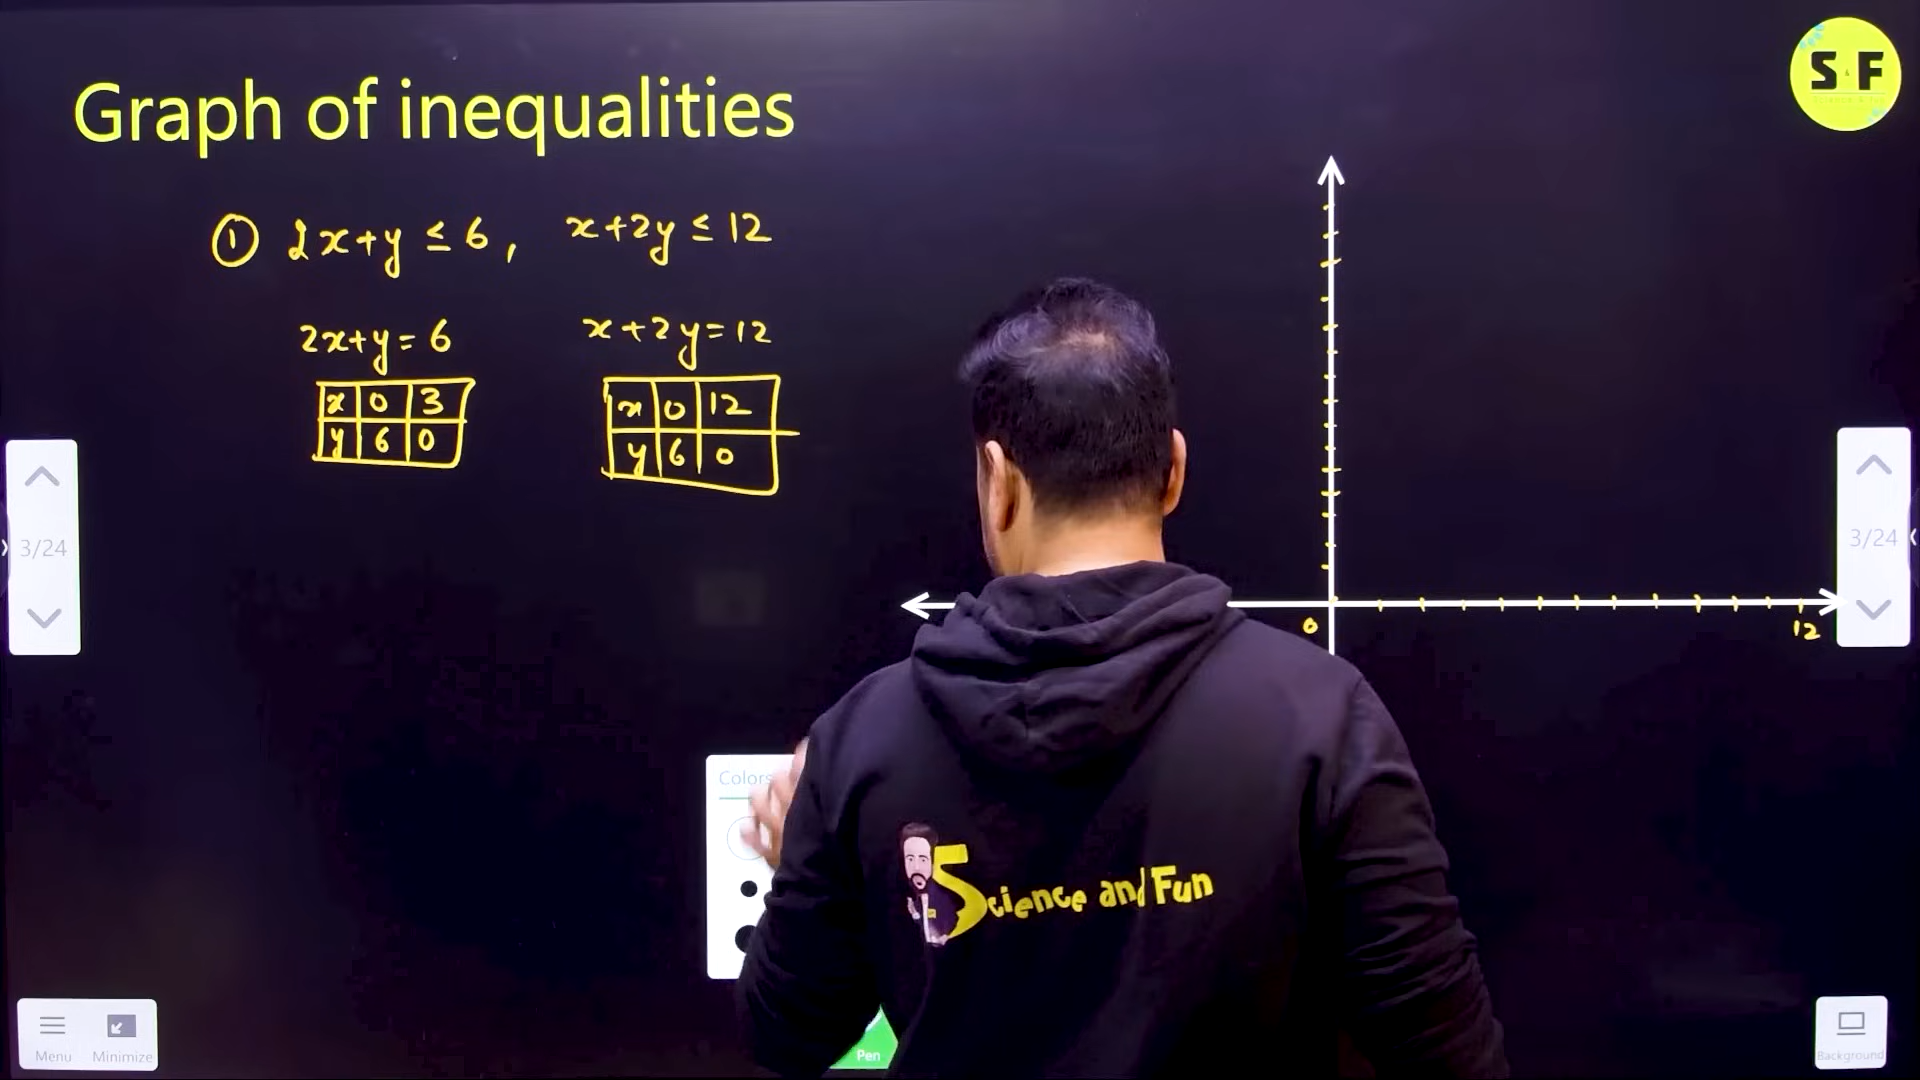 Graph of inequalities
S F
① 2x+y ≤ 6, x+2y ≤ 12
2x+y = 6
x+2y = 12
x 0 3
y 6 0
x 0 12
y 6 0
3/24
3/24
0
12
Colors
Science and Fun
Menu
Minimize
Pen
Background